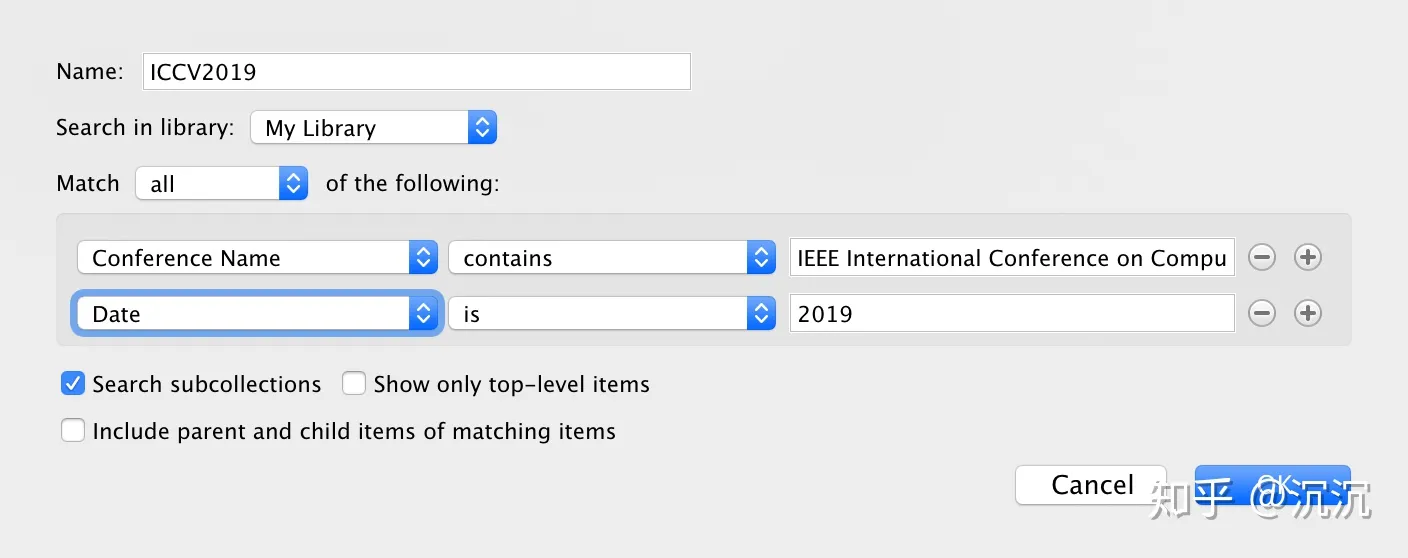 Name: ICCV2019
Search in library: My Library
Match all of the following:
Conference Name contains IEEE International Conference on Compu
Date is 2019
Search subcollections Show only top-level items
Include parent and child items of matching items
Cancel OK
知乎 @沉沉